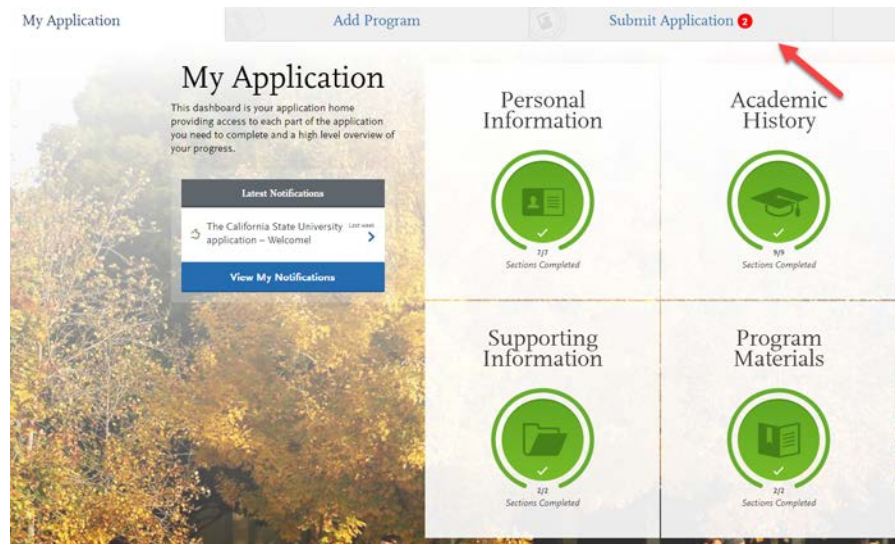 My Application
Add Program
Submit Application 2
My Application
This dashboard is your application home
providing access to each part of the application
you need to complete and a high level overview of
your progress.
Latest Notifications
The California State University Last week
application – Welcome!
View My Notifications
Personal
Information
7/7
Sections Completed
Academic
History
9/9
Sections Completed
Supporting
Information
2/2
Sections Completed
Program
Materials
2/2
Sections Completed